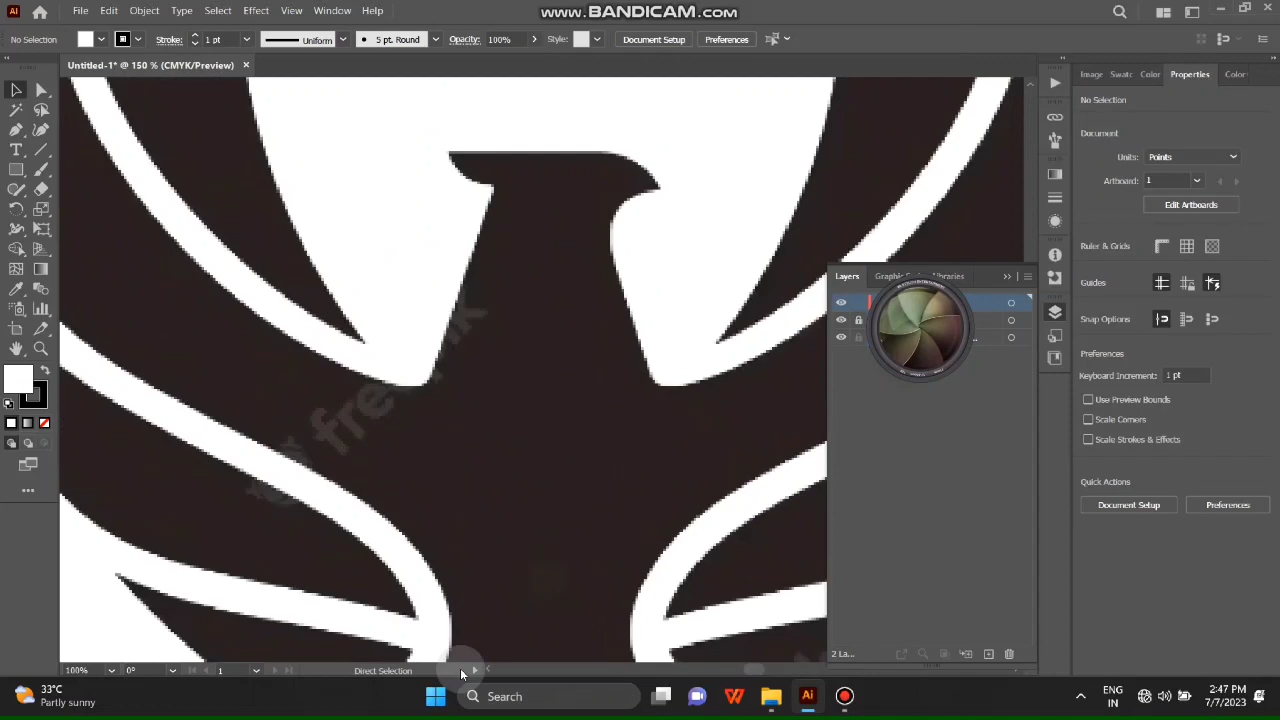 File Edit Object Type Select Effect View Window Help
www.BANDICAM.com
No Selection Stroke: 1 pt Uniform 5 pt. Round Opacity: 100% Style: Document Setup Preferences
Untitled-1* @ 150 % (CMYK/Preview)
Swatc Properties
Image Color Color
No Selection
Document
Units: Points
Artboard: 1
Edit Artboards
Ruler & Grids
Guides
Snap Options
Preferences
Keyboard Increment: 1 pt
Use Preview Bounds
Scale Corners
Scale Strokes & Effects
Quick Actions
Document Setup Preferences
Layers Graphic Libraries
2 La...
100% 0° 1 Direct Selection
33°C
Partly sunny
Search
ENG
IN
2:47 PM
7/7/2023